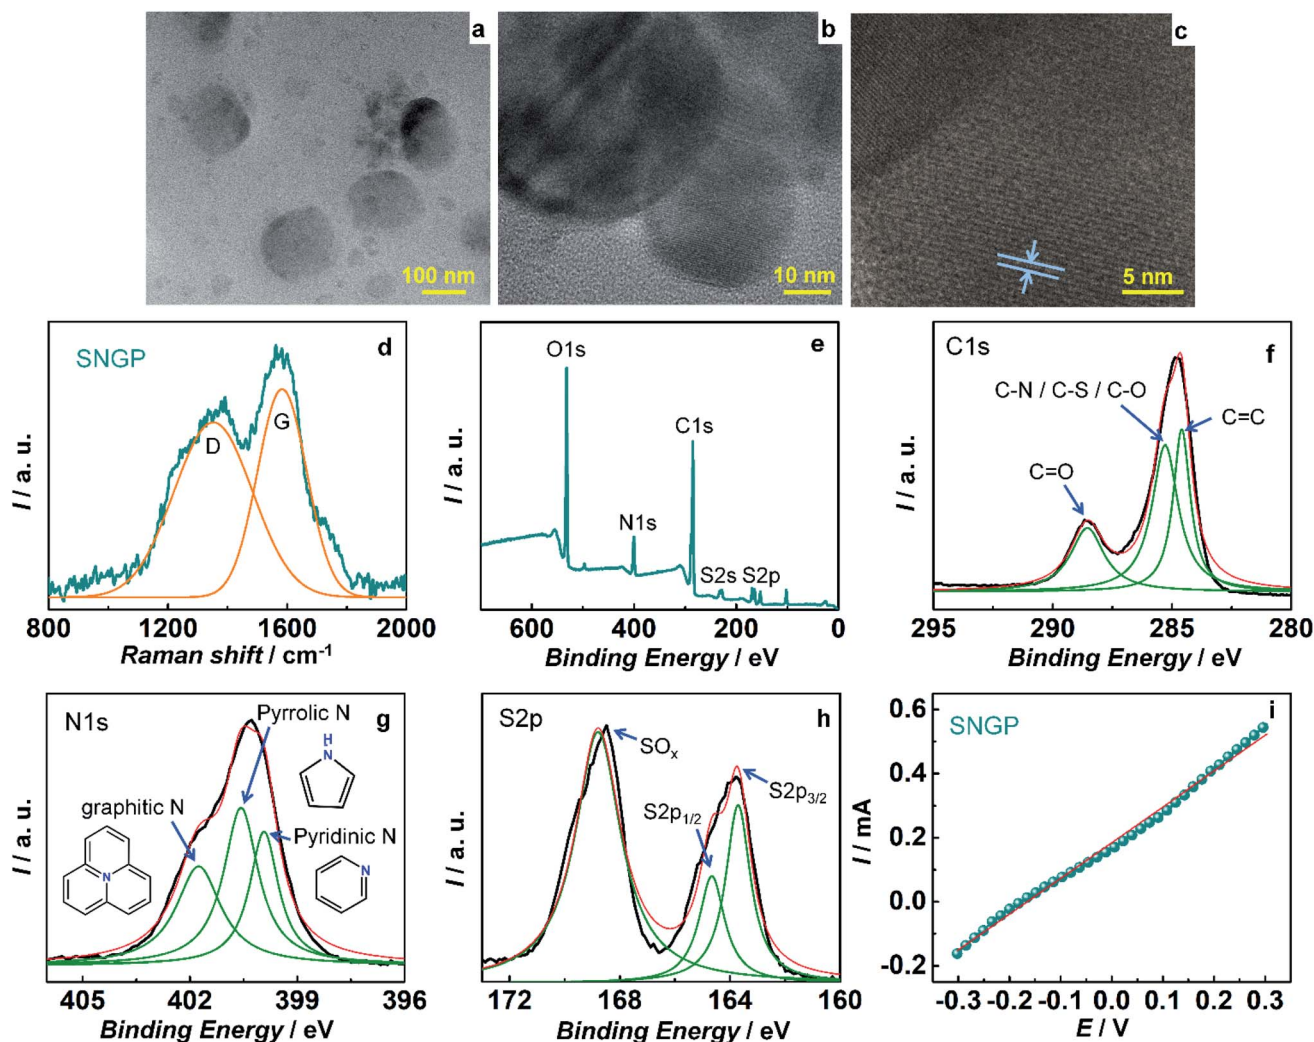 a
b
c
100 nm
10 nm
5 nm
SNGP
d
D
G
I / a. u.
800 1200 1600 2000
Raman shift / cm-1
e
O1s
C1s
N1s
S2s S2p
I / a. u.
600 400 200 0
Binding Energy / eV
C1s
f
C-N / C-S / C-O
C=C
C=O
I / a. u.
295 290 285 280
Binding Energy / eV
N1s
g
Pyrrolic N
H
N
graphitic N
Pyridinic N
N
N
I / a. u.
405 402 399 396
Binding Energy / eV
S2p
h
SOx
S2p3/2
S2p1/2
I / a. u.
172 168 164 160
Binding Energy / eV
SNGP
i
0.6
0.4
0.2
0.0
-0.2
I / mA
-0.3 -0.2 -0.1 0.0 0.1 0.2 0.3
E / V